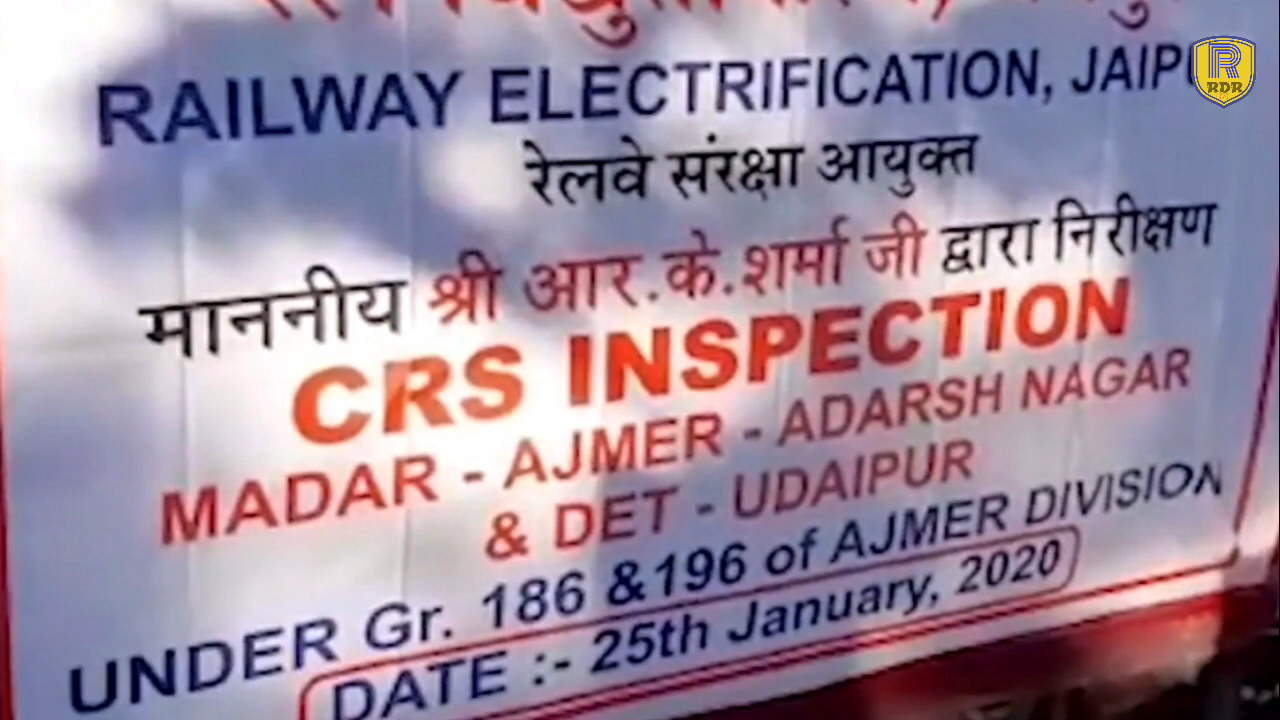 RAILWAY ELECTRIFICATION, JAIPU
रेलवे संरक्षा आयुक्त
माननीय श्री आर.के.शर्मा जी द्वारा निरीक्षण
CRS INSPECTION
MADAR - AJMER - ADARSH NAGAR
& DET - UDAIPUR
UNDER Gr. 186 &196 of AJMER DIVISION
DATE :- 25th January, 2020
R
RDR